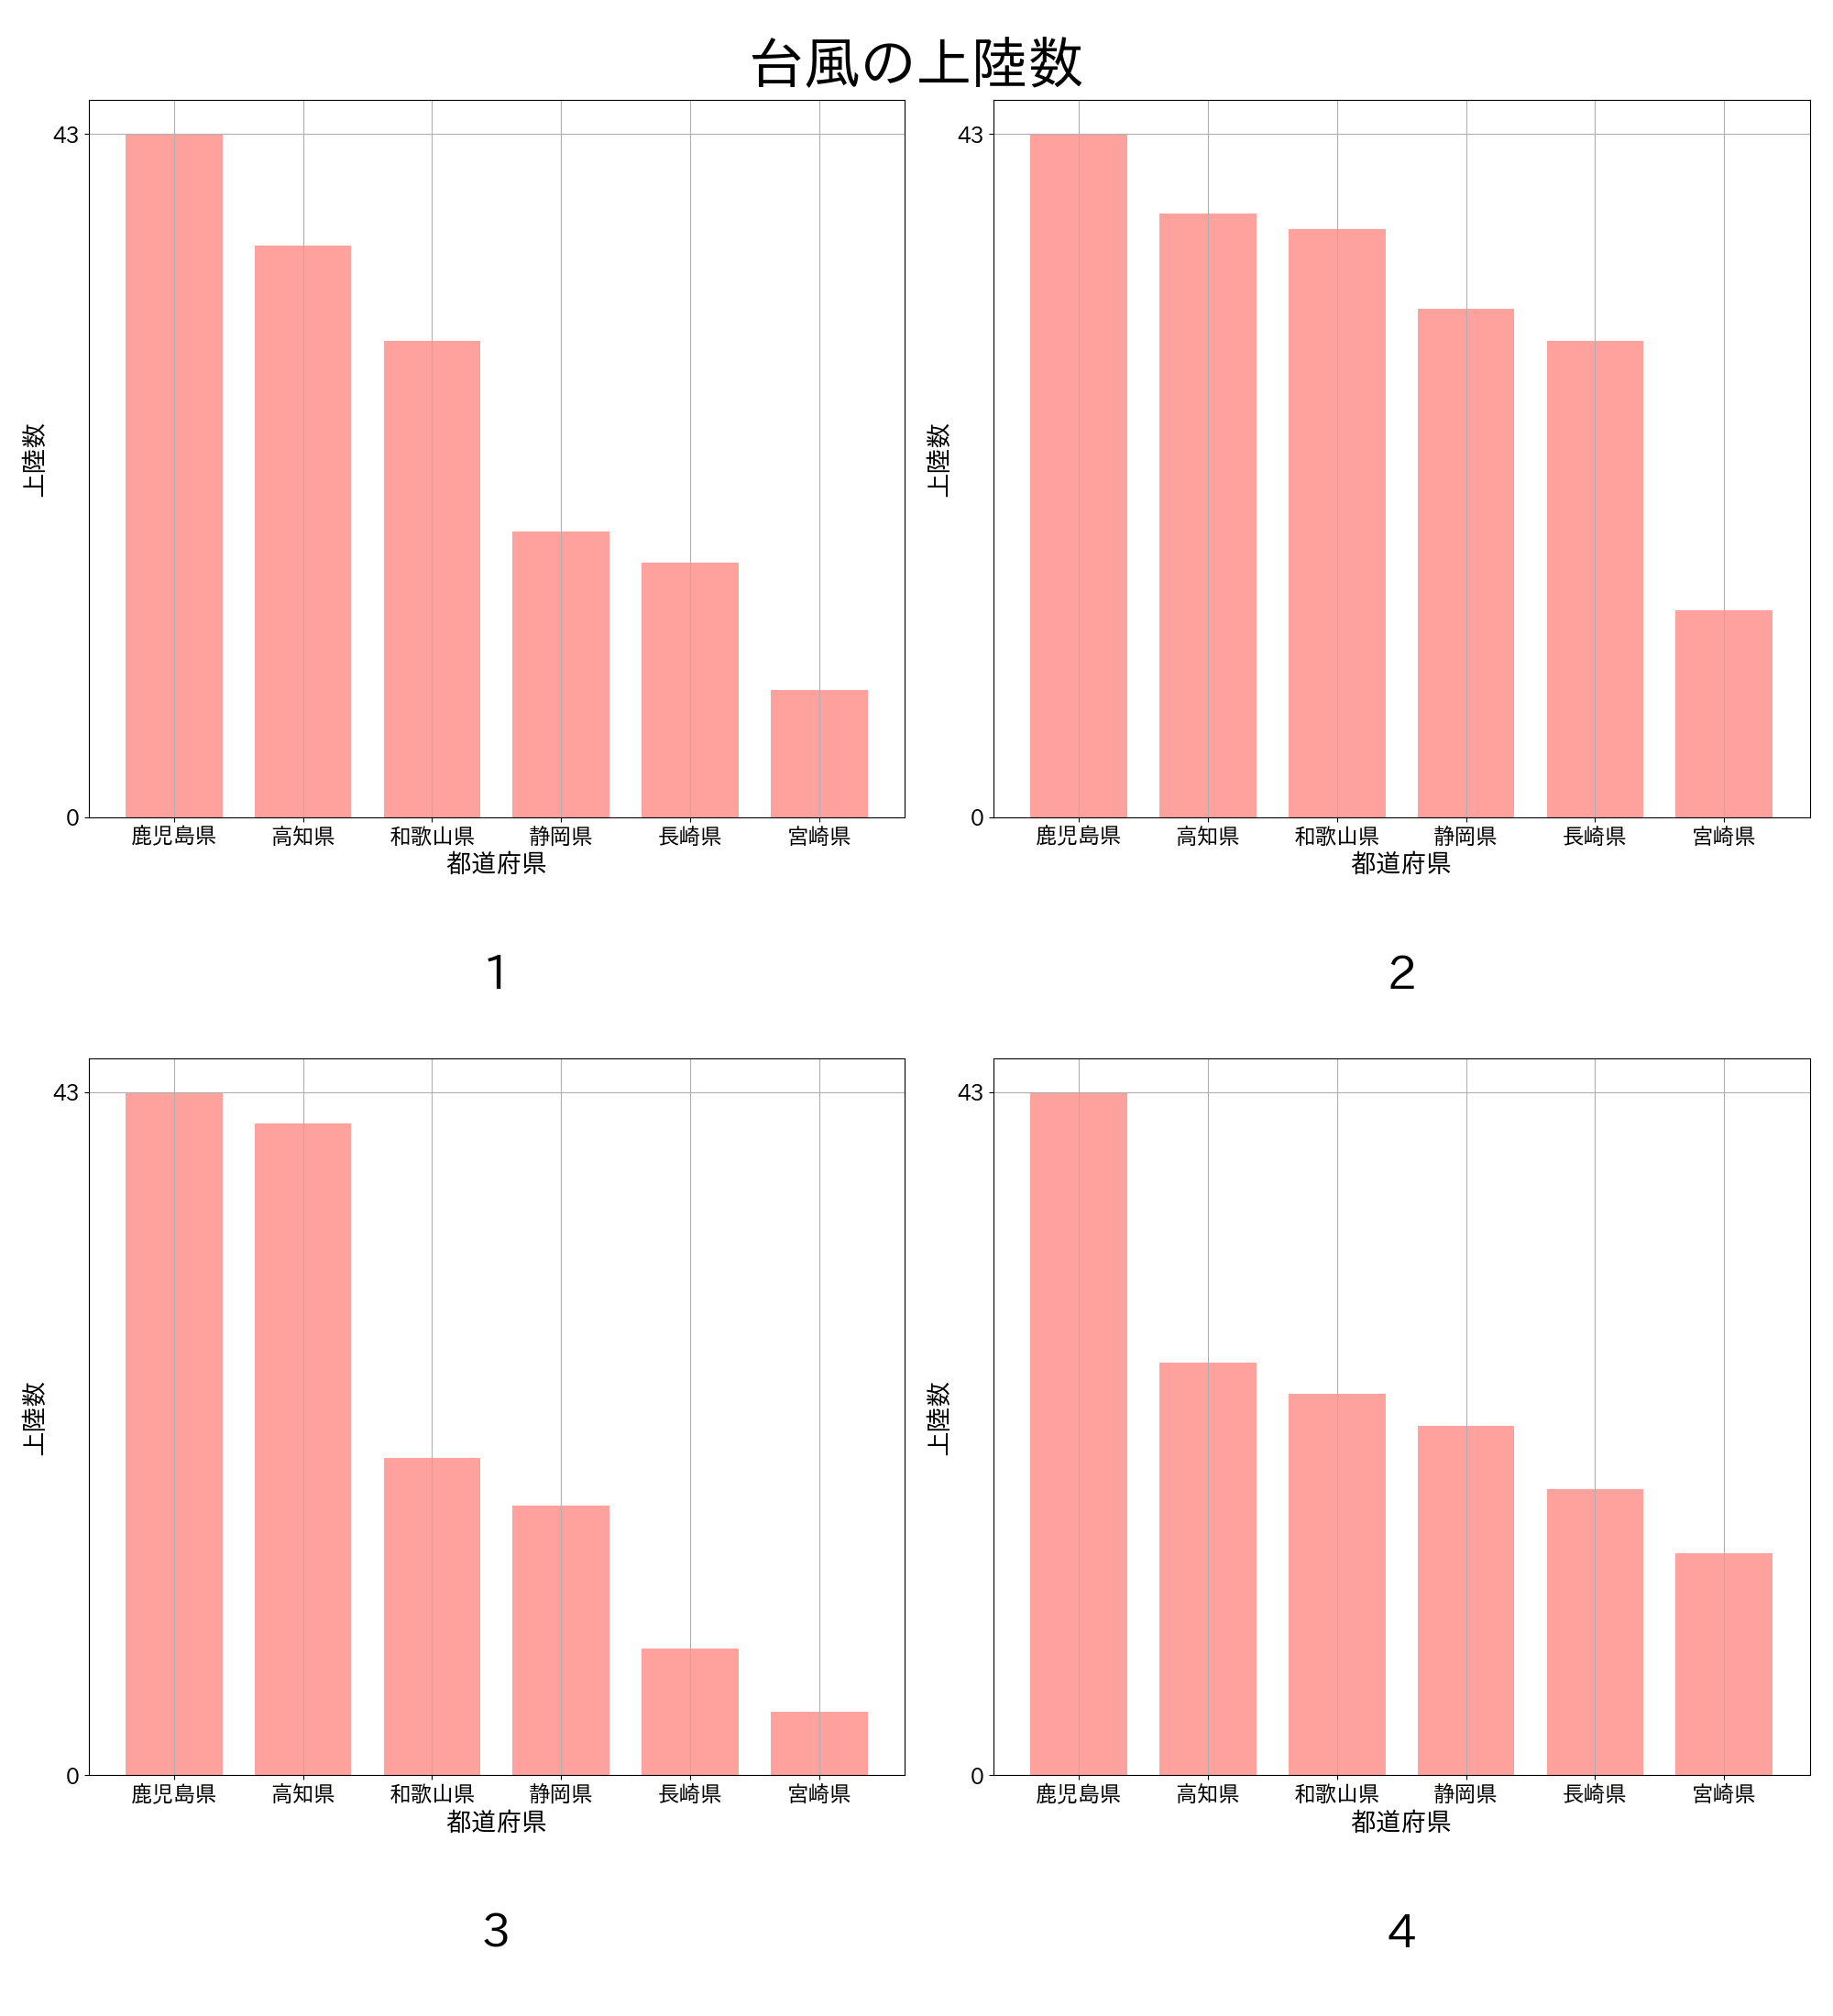 台風の上陸数
43
0
上陸数
鹿児島県 高知県 和歌山県 静岡県 長崎県 宮崎県
都道府県
1
43
0
上陸数
鹿児島県 高知県 和歌山県 静岡県 長崎県 宮崎県
都道府県
2
43
0
上陸数
鹿児島県 高知県 和歌山県 静岡県 長崎県 宮崎県
都道府県
3
43
0
上陸数
鹿児島県 高知県 和歌山県 静岡県 長崎県 宮崎県
都道府県
4